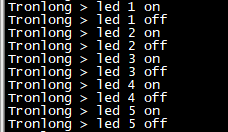 Tronlong > led 1 on
Tronlong > led 1 off
Tronlong > led 2 on
Tronlong > led 2 off
Tronlong > led 3 on
Tronlong > led 3 off
Tronlong > led 4 on
Tronlong > led 4 off
Tronlong > led 5 on
Tronlong > led 5 off